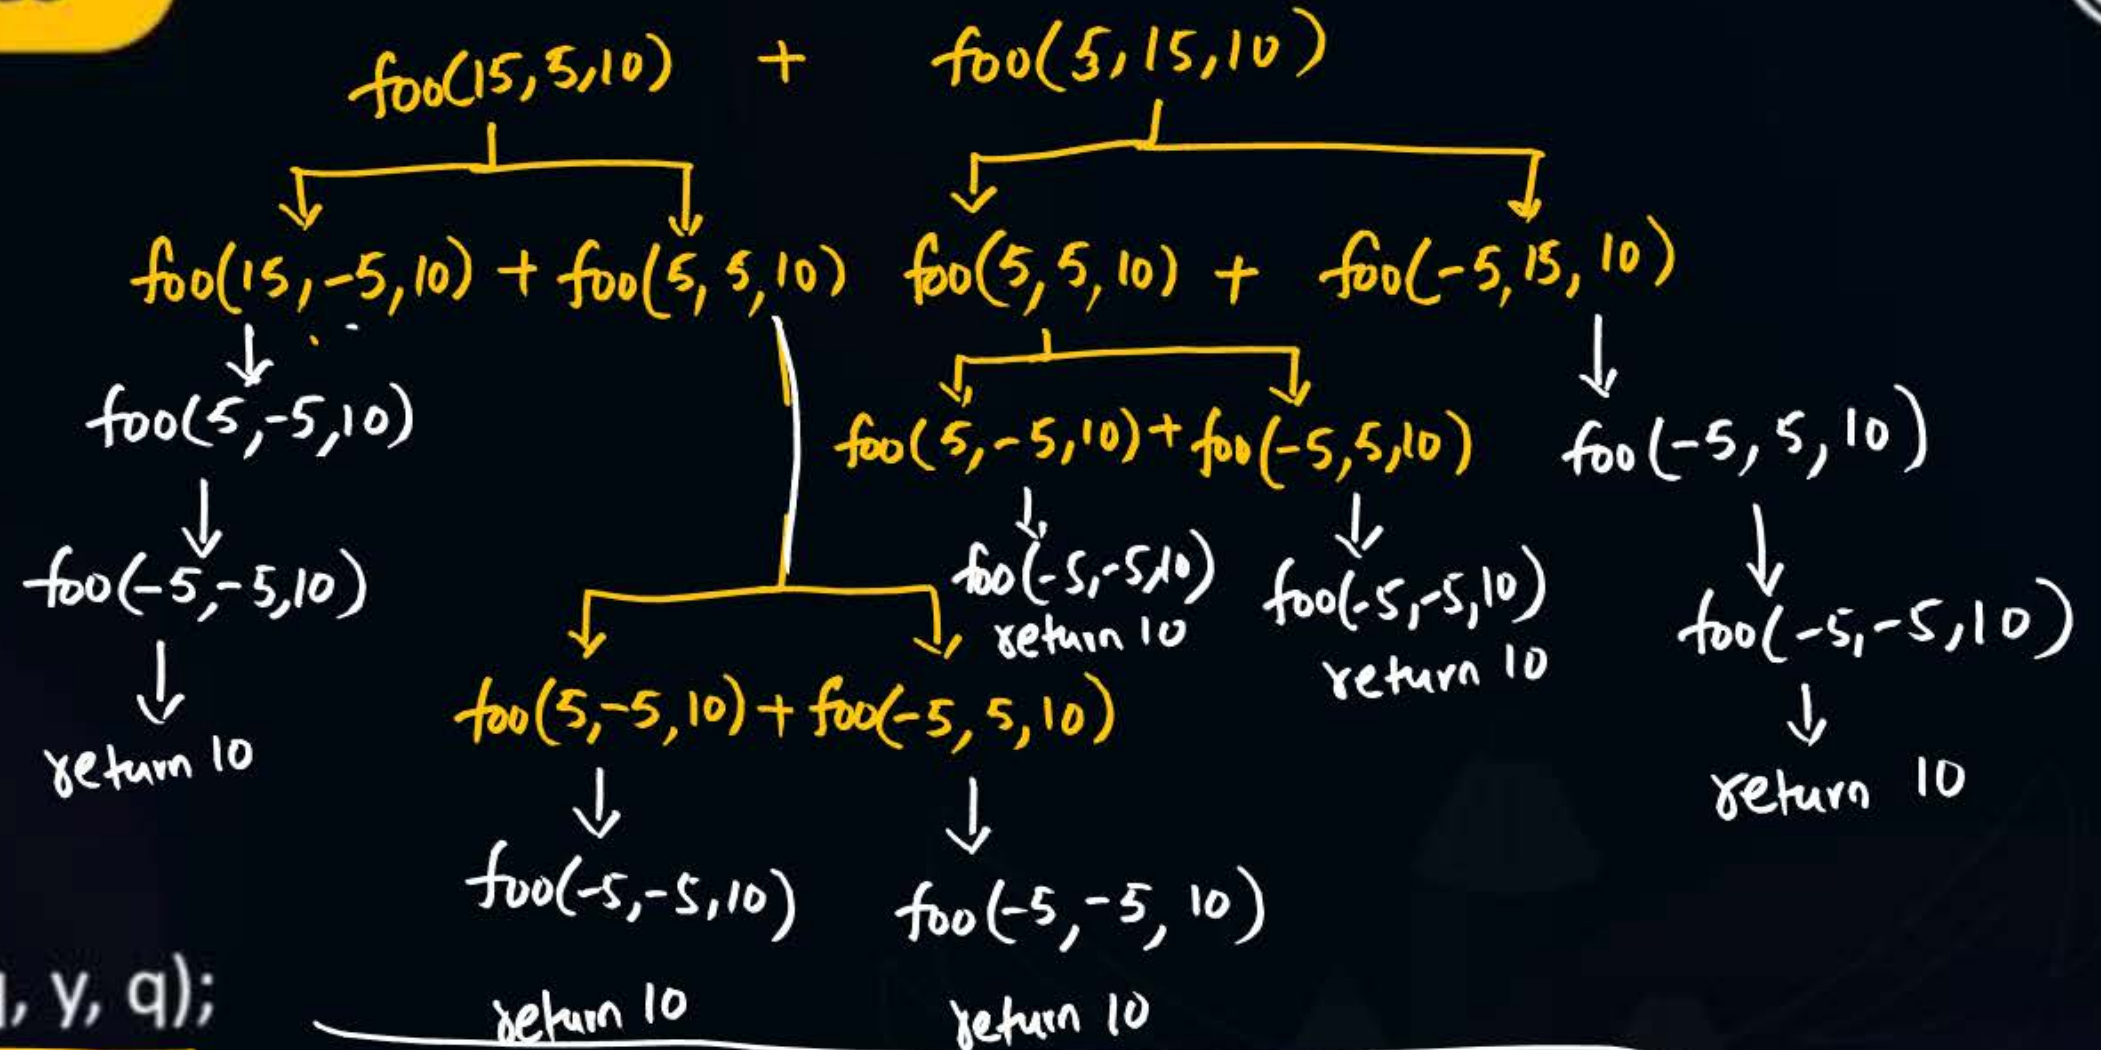 foo(15,5,10) + foo(5,15,10)
foo(15,-5,10) + foo(5,5,10) foo(5,5,10) + foo(-5,15,10)
foo(5,-5,10) foo(5,-5,10)+foo(-5,5,10) foo(-5,5,10)
foo(-5,-5,10) foo(-5,-5,10) foo(-5,-5,10) foo(-5,-5,10)
return 10 return 10
foo(5,-5,10)+foo(-5,5,10)
return 10 return 10
foo(-5,-5,10) foo(-5,-5,10)
, y, q);
return 10 return 10